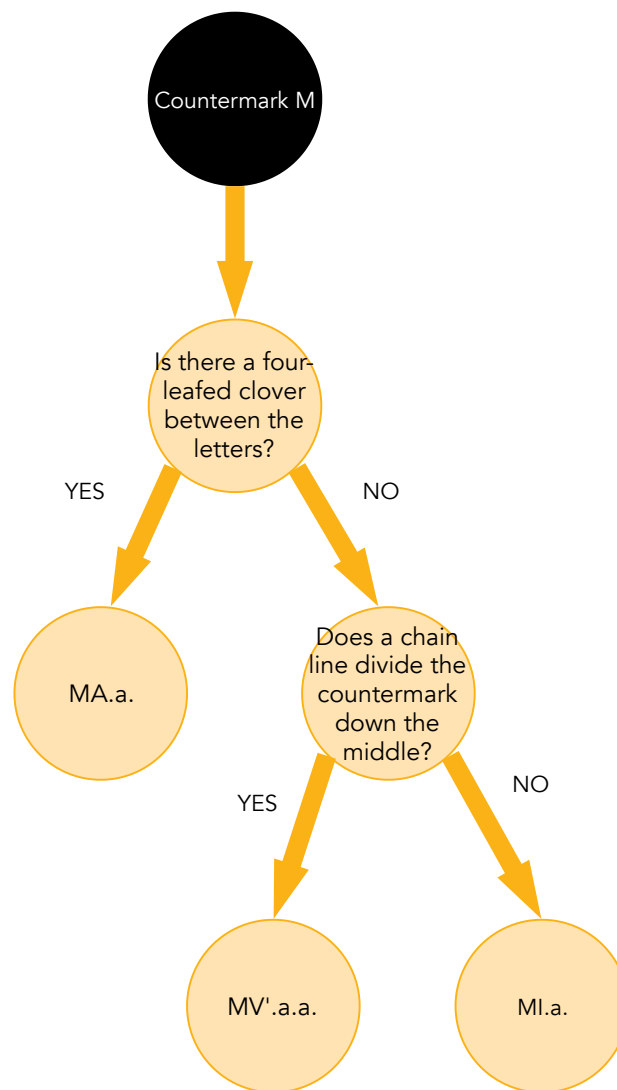 Countermark M
Is there a four-
leafed clover
between the
letters?
YES
NO
MA.a.
Does a chain
line divide the
countermark
down the
middle?
YES
NO
MV'.a.a.
MI.a.